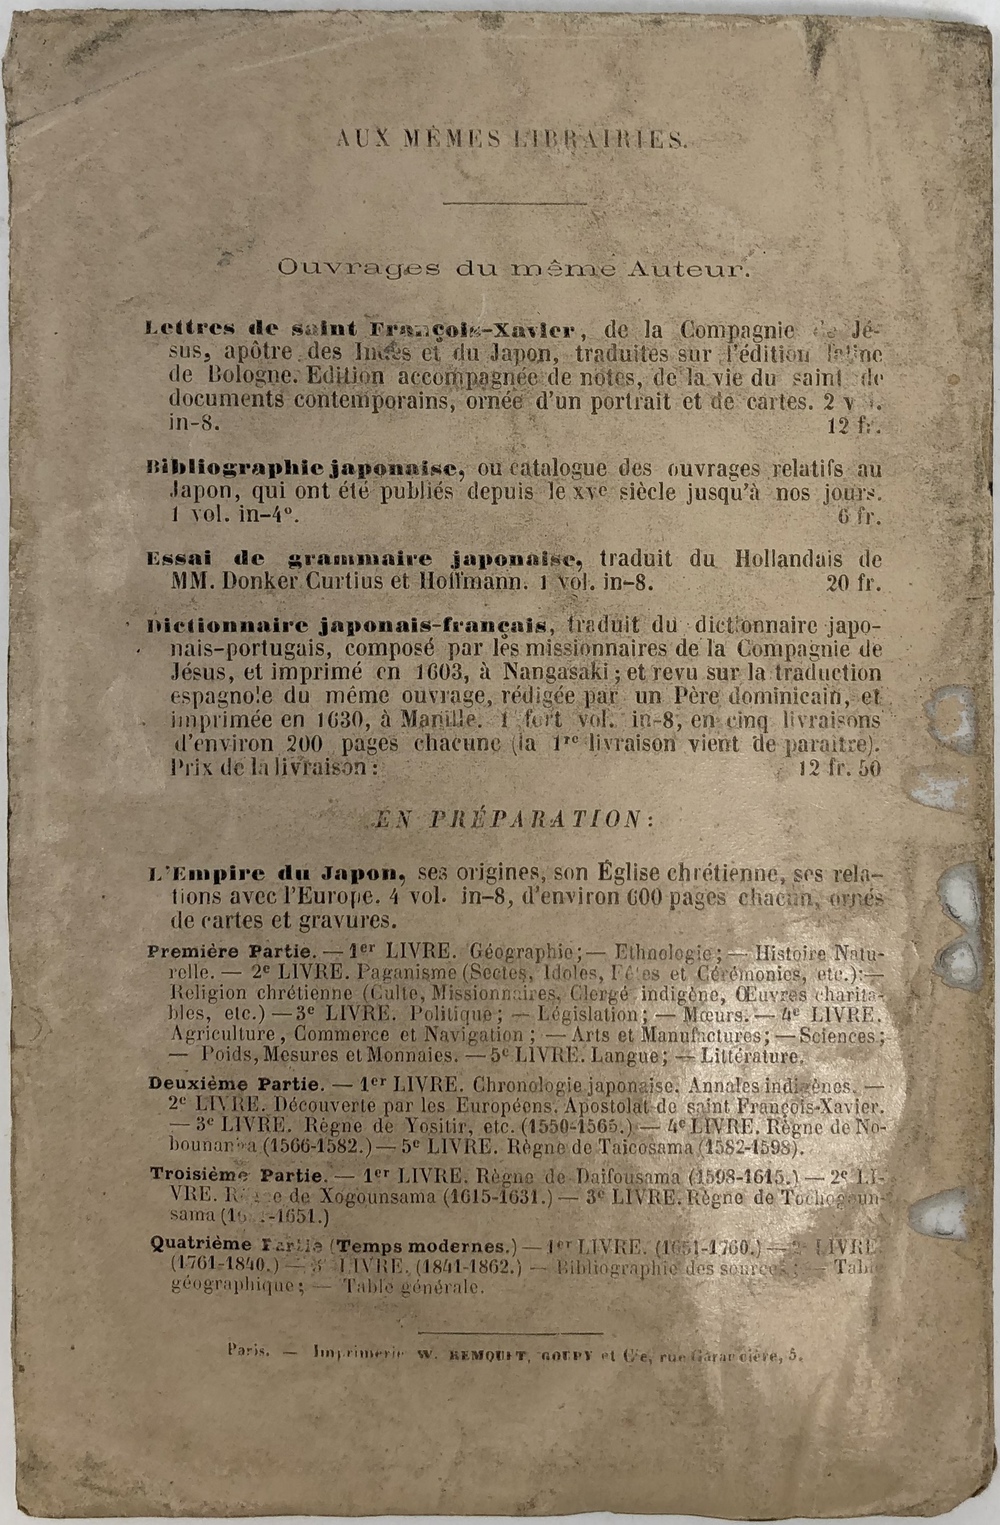 AUX MÊMES LIBRAIRIES.
Ouvrages du même Auteur.
Lettres de saint François-Xavier, de la Compagnie de Jé-
sus, apôtre des Indes et du Japon, traduites sur l'édition latine
de Bologne. Edition accompagnée de notes, de la vie du saint de
documents contemporains, ornée d'un portrait et de cartes. 2
in-8. 12 fr.
Bibliographie japonaise, ou catalogue des ouvrages relatifs au
Japon, qui ont été publiés depuis le xve siècle jusqu'à nos jours.
1 vol. in-4º. 6 fr.
Essai de grammaire japonaise, traduit du Hollandais de
MM. Donker Curtius et Hoffmann. 1 vol. in-8. 20 fr.
Dictionnaire japonais-français, traduit du dictionnaire japo-
nais-portugais, composé par les missionnaires de la Compagnie de
Jésus, et imprimé en 1603, à Nangasaki ; et revu sur la traduction
espagnole du même ouvrage, rédigée par un Père dominicain, et
imprimée en 1630, à Manille. 1 fort vol. in-8, en cinq livraisons
d'environ 200 pages chacune (la 1re livraison vient de paraître).
Prix de la livraison : 12 fr. 50
EN PRÉPARATION :
L'Empire du Japon, ses origines, son Église chrétienne, ses rela-
tions avec l'Europe. 4 vol. in-8, d'environ 600 pages chacun, ornés
de cartes et gravures.
Première Partie. — 1er LIVRE. Géographie ; — Ethnologie ; — Histoire Natu-
relle. — 2e LIVRE. Paganisme (Sectes, Idoles, Fêtes et Cérémonies, etc.) ; —
Religion chrétienne (Culte, Missionnaires, Clergé indigène, Œuvres charita-
bles, etc.) — 3e LIVRE. Politique ; — Législation ; — Mœurs. — 4e LIVRE.
Agriculture, Commerce et Navigation ; — Arts et Manufactures ; — Sciences ;
— Poids, Mesures et Monnaies. — 5e LIVRE. Langue ; — Littérature.
Deuxième Partie. — 1er LIVRE. Chronologie japonaise. Annales indigènes. —
2e LIVRE. Découverte par les Européens. Apostolat de saint François-Xavier.
— 3e LIVRE. Règne de Yositir, etc. (1550-1565.) — 4e LIVRE. Règne de No-
bounanga (1566-1582.) — 5e LIVRE. Règne de Taicosama (1582-1598).
Troisième Partie. — 1er LIVRE. Règne de Daïfousama (1598-1615.) — 2e LI-
VRE. Règne de Xogounsama (1615-1631.) — 3e LIVRE. Règne de Tochogoun-
sama (1631-1651.)
Quatrième Partie (Temps modernes.) — 1er LIVRE. (1651-1760.) — 2e LIVRE.
(1761-1840.) — 3e LIVRE. (1841-1862.) — Bibliographie des sources ; — Table
géographique ; — Table générale.
Paris. — Imprimerie W. REMQUET, GOUPY et Cie, rue Garancière, 5.